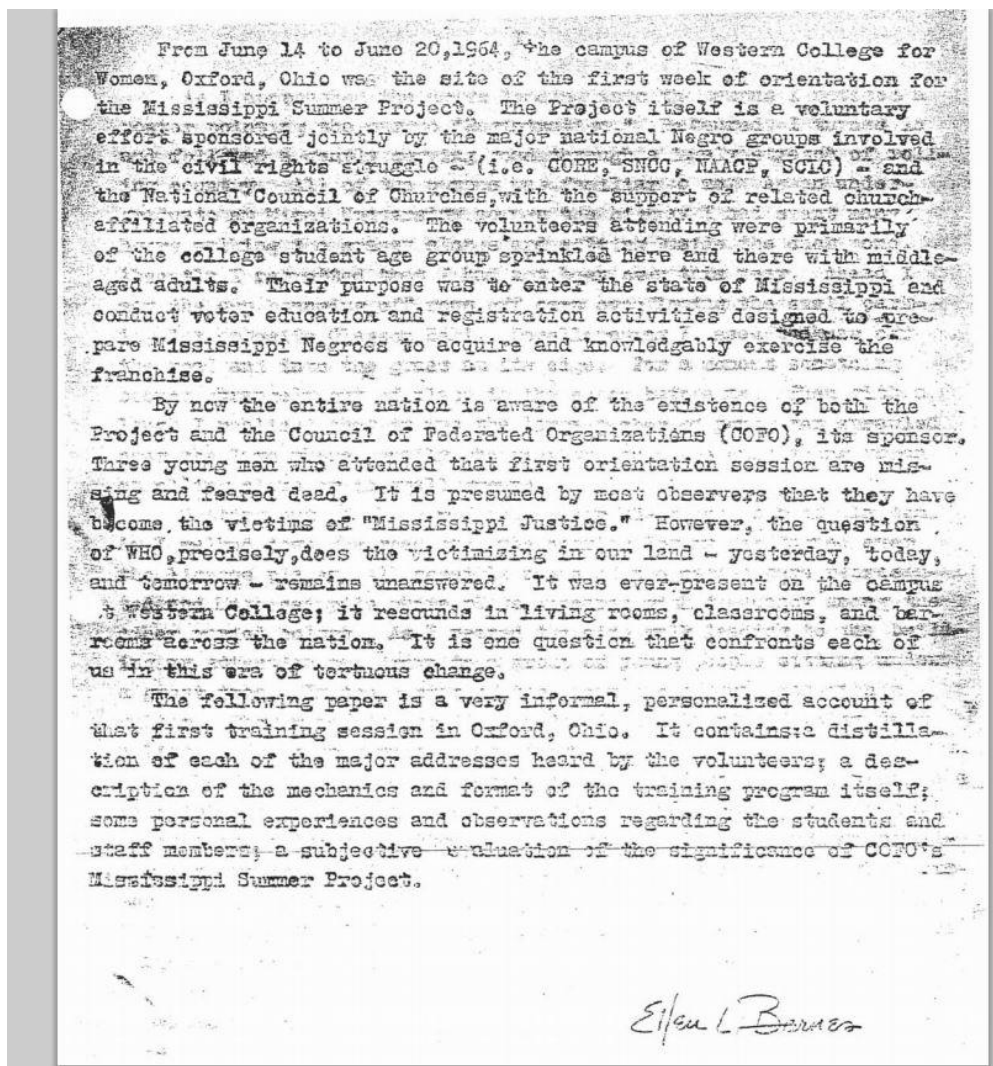 From June 14 to June 20,1964, the campus of Western College for
Women, Oxford, Ohio was the site of the first week of orientation for
the Mississippi Summer Project. The Project itself is a voluntary
effort sponsored jointly by the major national Negro groups involved
in the civil rights struggle - (i.e. CORE, SNCC, NAACP, SCLC) - and
the National Council of Churches,with the support of related church-
affiliated organizations. The volunteers attending were primarily
of the college student age group sprinkled here and there with middle-
aged adults. Their purpose was to enter the state of Mississippi and
conduct voter education and registration activities designed to pre-
pare Mississippi Negroes to acquire and knowledgably exercise the
franchise.
By now the entire nation is aware of the existence of both the
Project and the Council of Federated Organizations (COFO), its sponsor.
Three young men who attended that first orientation session are mis-
sing and feared dead. It is presumed by most observers that they have
become the victims of "Mississippi Justice." However, the question
of WHO,precisely,does the victimizing in our land - yesterday, today,
and tomorrow - remains unanswered. It was ever-present on the campus
t Western College; it resounds in living rooms, classrooms, and bar-
rooms across the nation. It is one question that confronts each of
us in this era of tortuous change.
The following paper is a very informal, personalized account of
that first training session in Oxford, Ohio. It contains:a distilla-
tion of each of the major addresses heard by the volunteers; a des-
cription of the mechanics and format of the training program itself;
some personal experiences and observations regarding the students and
staff members; a subjective evaluation of the significance of COFO's
Mississippi Summer Project.
Ellen L Barnes